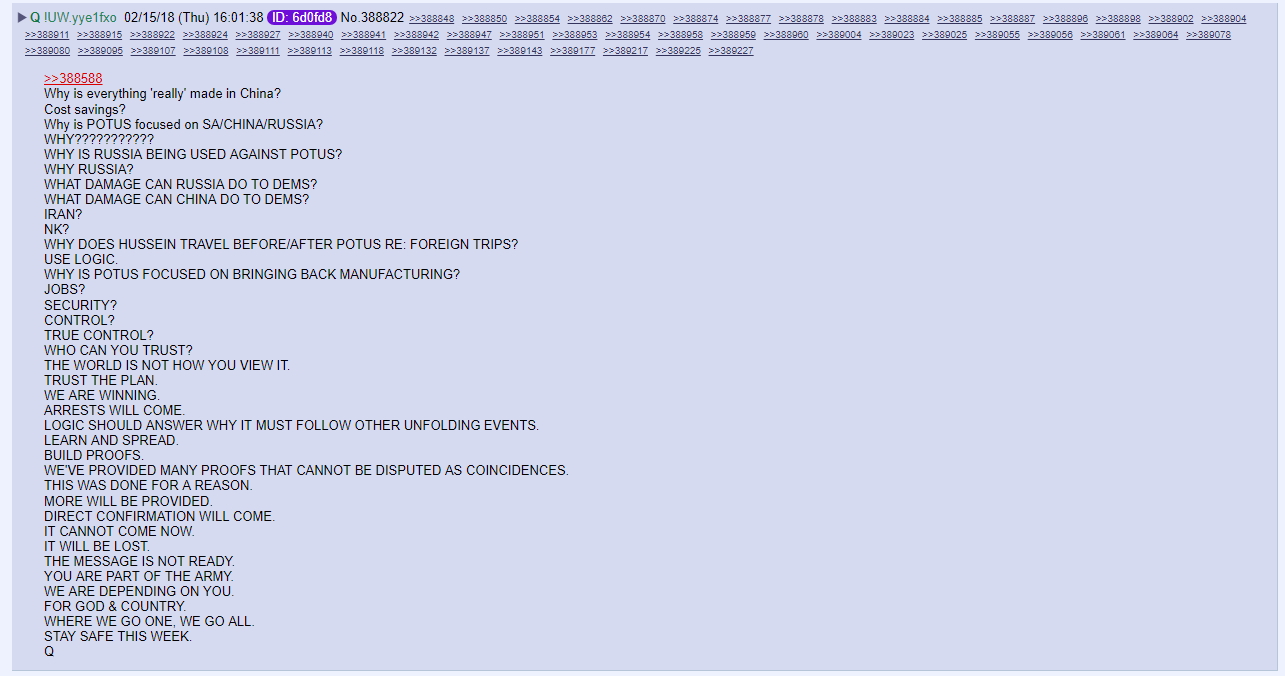 ▶ Q !UW.yye1fxo 02/15/18 (Thu) 16:01:38 ID: 6d0fd8 No.388822 >>388848 >>388850 >>388854 >>388862 >>388870 >>388874 >>388877 >>388878 >>388883 >>388884 >>388885 >>388887 >>388896 >>388898 >>388902 >>388904
>>388911 >>388915 >>388922 >>388924 >>388927 >>388940 >>388941 >>388942 >>388947 >>388951 >>388953 >>388954 >>388958 >>388959 >>388960 >>389004 >>389023 >>389025 >>389055 >>389056 >>389061 >>389064 >>389078
>>389080 >>389095 >>389107 >>389108 >>389111 >>389113 >>389118 >>389132 >>389137 >>389143 >>389177 >>389217 >>389225 >>389227
>>388588
Why is everything 'really' made in China?
Cost savings?
Why is POTUS focused on SA/CHINA/RUSSIA?
WHY???????????
WHY IS RUSSIA BEING USED AGAINST POTUS?
WHY RUSSIA?
WHAT DAMAGE CAN RUSSIA DO TO DEMS?
WHAT DAMAGE CAN CHINA DO TO DEMS?
IRAN?
NK?
WHY DOES HUSSEIN TRAVEL BEFORE/AFTER POTUS RE: FOREIGN TRIPS?
USE LOGIC.
WHY IS POTUS FOCUSED ON BRINGING BACK MANUFACTURING?
JOBS?
SECURITY?
CONTROL?
TRUE CONTROL?
WHO CAN YOU TRUST?
THE WORLD IS NOT HOW YOU VIEW IT.
TRUST THE PLAN.
WE ARE WINNING.
ARRESTS WILL COME.
LOGIC SHOULD ANSWER WHY IT MUST FOLLOW OTHER UNFOLDING EVENTS.
LEARN AND SPREAD.
BUILD PROOFS.
WE'VE PROVIDED MANY PROOFS THAT CANNOT BE DISPUTED AS COINCIDENCES.
THIS WAS DONE FOR A REASON.
MORE WILL BE PROVIDED.
DIRECT CONFIRMATION WILL COME.
IT CANNOT COME NOW.
IT WILL BE LOST.
THE MESSAGE IS NOT READY.
YOU ARE PART OF THE ARMY.
WE ARE DEPENDING ON YOU.
FOR GOD & COUNTRY.
WHERE WE GO ONE, WE GO ALL.
STAY SAFE THIS WEEK.
Q